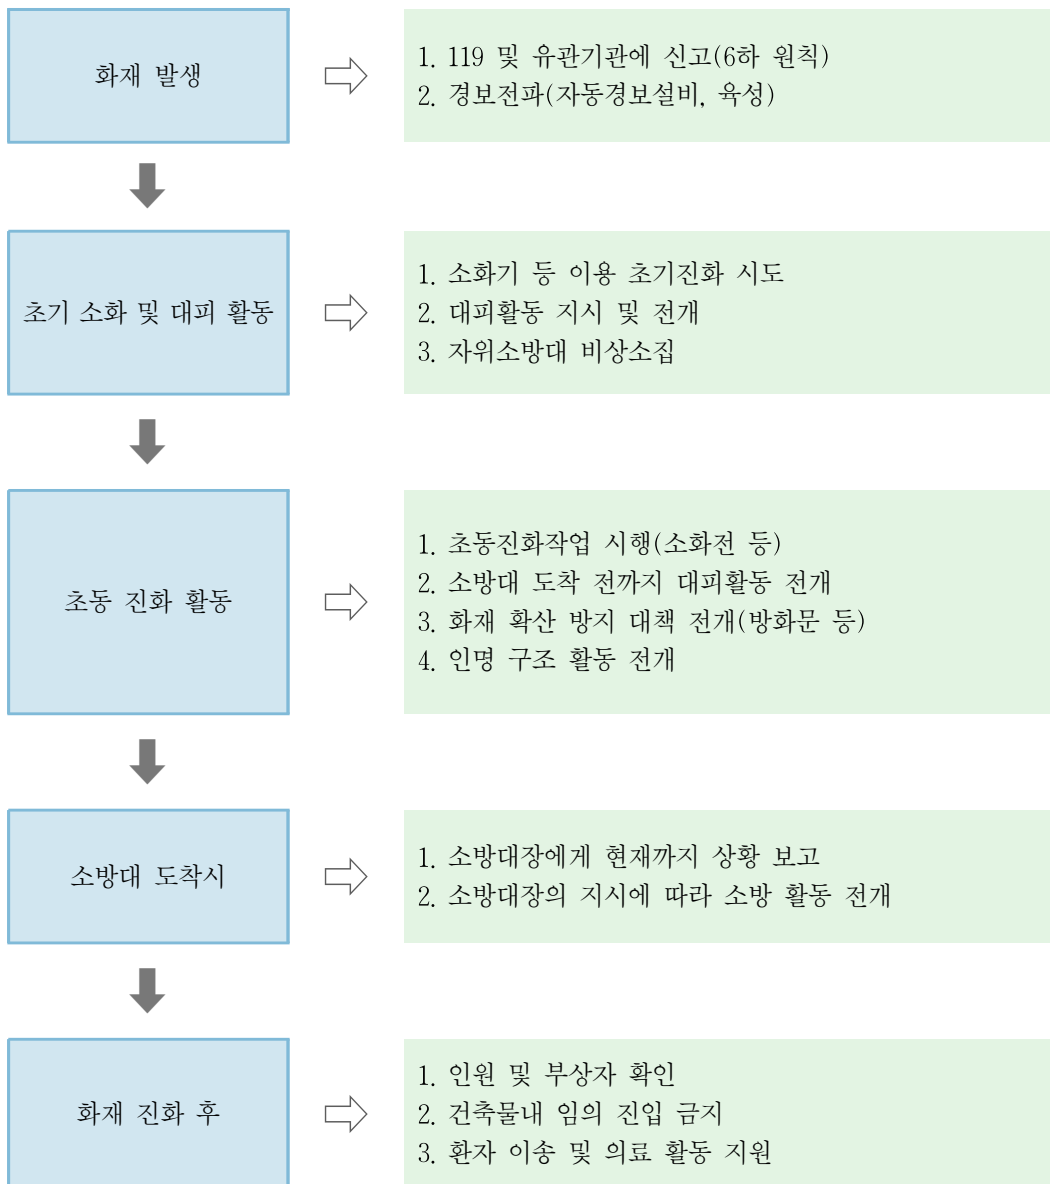 화재 발생
1. 119 및 유관기관에 신고(6하 원칙)
2. 경보전파(자동경보설비, 육성)
초기 소화 및 대피 활동
1. 소화기 등 이용 초기진화 시도
2. 대피활동 지시 및 전개
3. 자위소방대 비상소집
초동 진화 활동
1. 초동진화작업 시행(소화전 등)
2. 소방대 도착 전까지 대피활동 전개
3. 화재 확산 방지 대책 전개(방화문 등)
4. 인명 구조 활동 전개
소방대 도착시
1. 소방대장에게 현재까지 상황 보고
2. 소방대장의 지시에 따라 소방 활동 전개
화재 진화 후
1. 인원 및 부상자 확인
2. 건축물내 임의 진입 금지
3. 환자 이송 및 의료 활동 지원